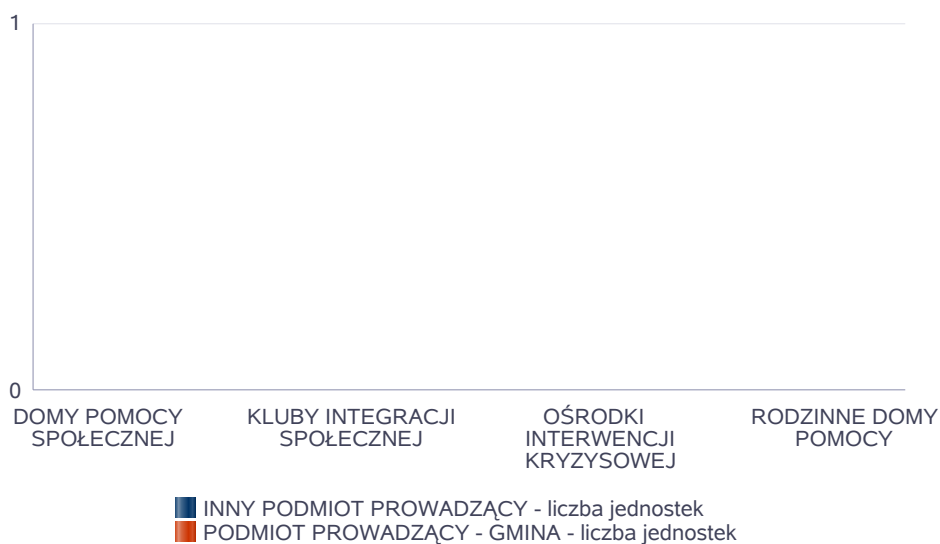 1
0
DOMY POMOCY SPOŁECZNEJ
KLUBY INTEGRACJI SPOŁECZNEJ
OŚRODKI INTERWENCJI KRYZYSOWEJ
RODZINNE DOMY POMOCY
INNY PODMIOT PROWADZĄCY - liczba jednostek
PODMIOT PROWADZĄCY - GMINA - liczba jednostek